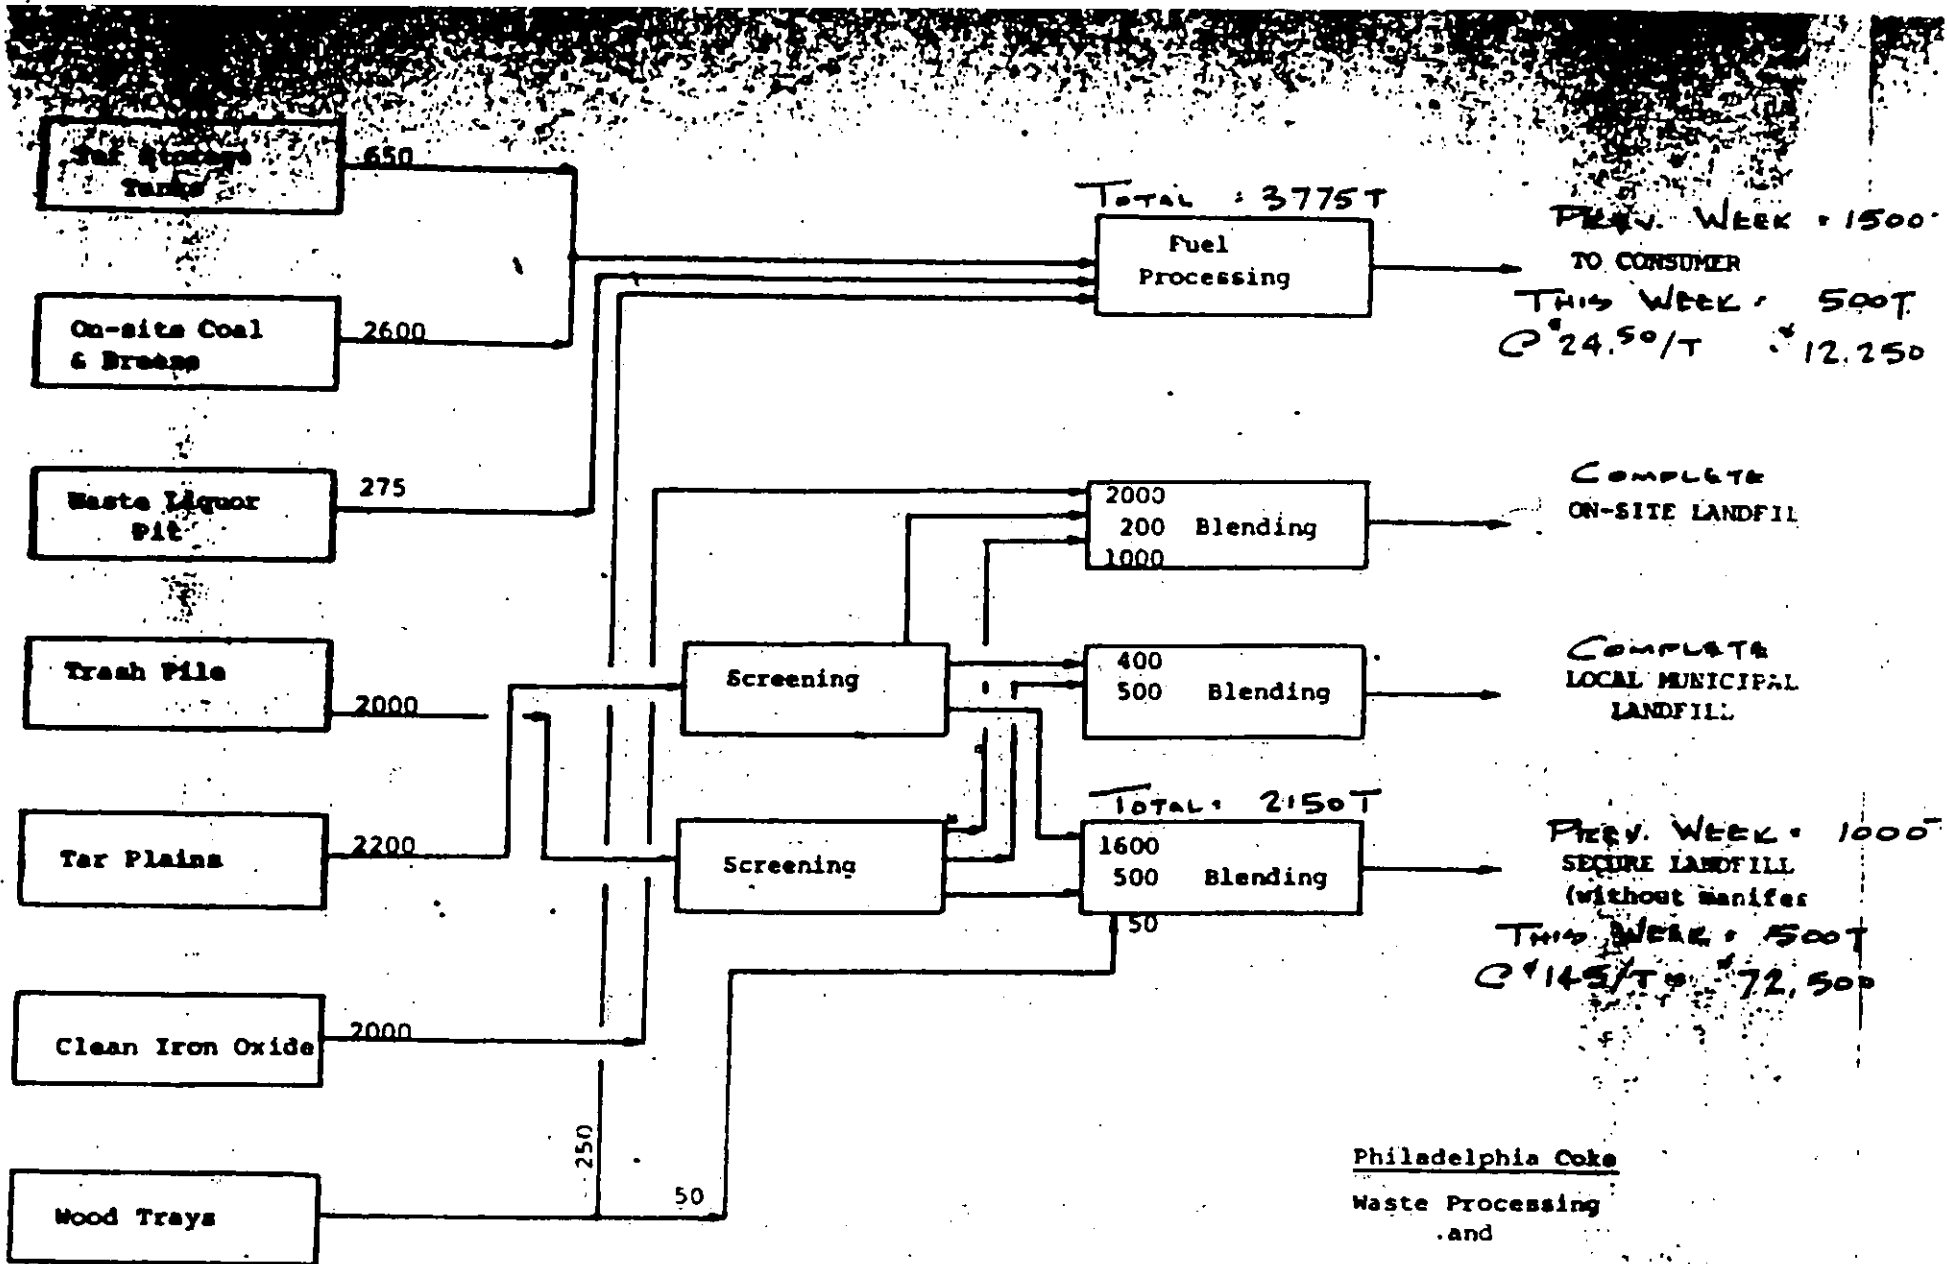 Tar Storage
Tanks
650
On-site Coal
& Breeze
2600
Waste Liquor
Pit
275
Trash Pile
2000
Tar Plains
2200
Clean Iron Oxide
2000
Wood Trays
250
50
Screening
Screening
TOTAL : 3775T
Fuel
Processing
PREV. WEEK = 1500
TO CONSUMER
THIS WEEK = 500T
@ $24.50/T = $12,250
2000
200 Blending
1000
COMPLETE
ON-SITE LANDFIL
400
500 Blending
COMPLETE
LOCAL MUNICIPAL
LANDFILL
TOTAL = 2150T
1600
500 Blending
50
PREV. WEEK = 1000
SECURE LANDFILL
(without manifes
THIS WEEK = 500T
@ $145/T = $72,500
Philadelphia Coke
Waste Processing
and